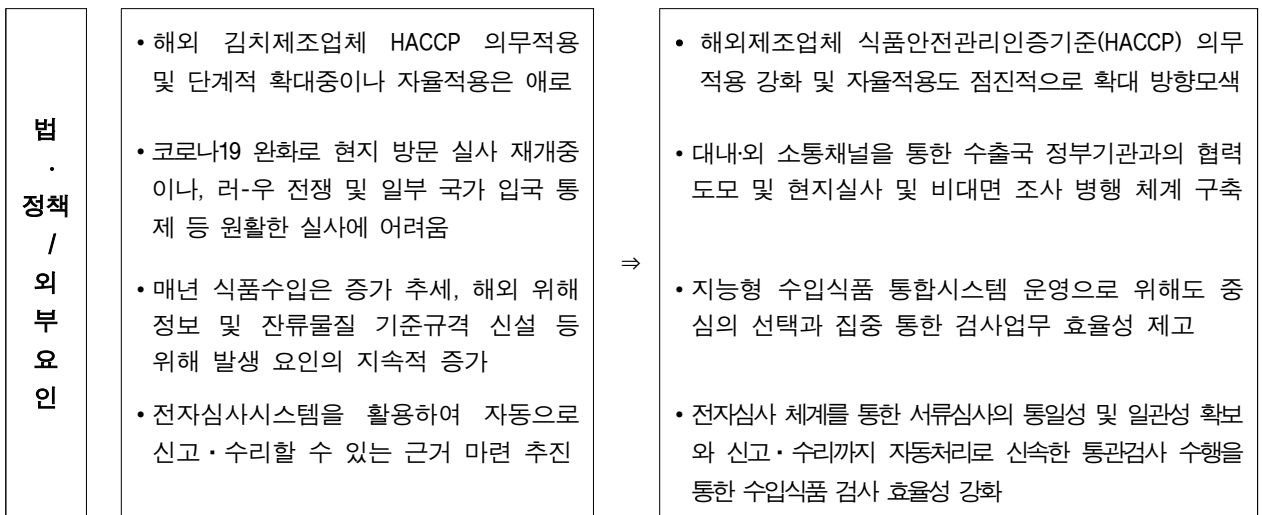 법
·
정책
/
외
부
요
인
• 해외 김치제조업체 HACCP 의무적용
및 단계적 확대중이나 자율적용은 애로
• 코로나19 완화로 현지 방문 실사 재개중
이나, 러-우 전쟁 및 일부 국가 입국 통
제 등 원활한 실사에 어려움
• 매년 식품수입은 증가 추세, 해외 위해
정보 및 잔류물질 기준규격 신설 등
위해 발생 요인의 지속적 증가
• 전자심사시스템을 활용하여 자동으로
신고·수리할 수 있는 근거 마련 추진
⇒
• 해외제조업체 식품안전관리인증기준(HACCP) 의무
적용 강화 및 자율적용도 점진적으로 확대 방향모색
• 대내·외 소통채널을 통한 수출국 정부기관과의 협력
도모 및 현지실사 및 비대면 조사 병행 체계 구축
• 지능형 수입식품 통합시스템 운영으로 위해도 중
심의 선택과 집중 통한 검사업무 효율성 제고
• 전자심사 체계를 통한 서류심사의 통일성 및 일관성 확보
와 신고·수리까지 자동처리로 신속한 통관검사 수행을
통한 수입식품 검사 효율성 강화